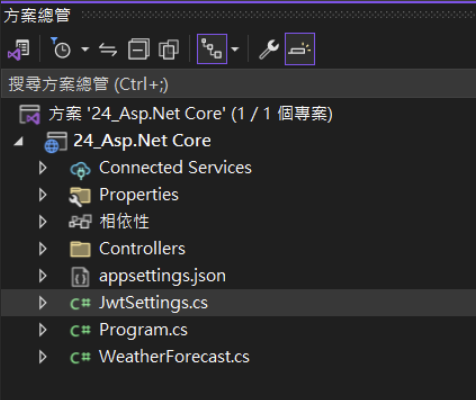 方案總管
搜尋方案總管 (Ctrl+;)
方案 '24_Asp.Net Core' (1 / 1 個專案)
24_Asp.Net Core
Connected Services
Properties
相依性
Controllers
appsettings.json
C# JwtSettings.cs
C# Program.cs
C# WeatherForecast.cs